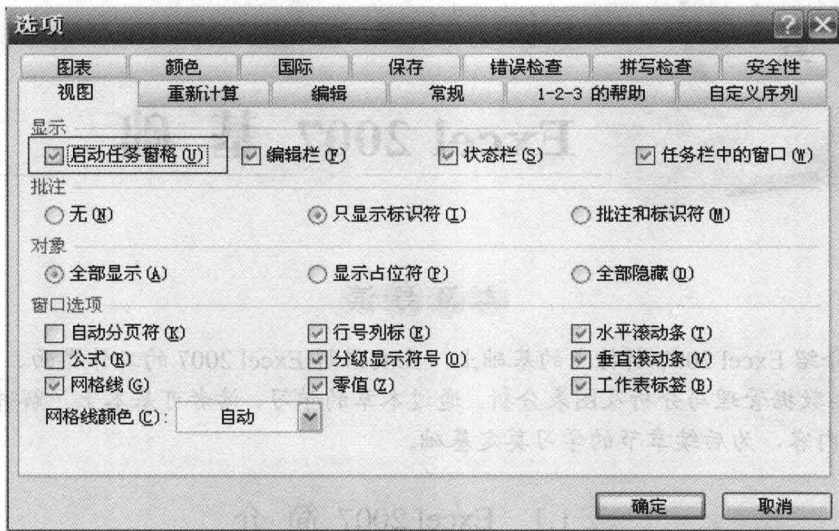 选项
图表 颜色 国际 保存 错误检查 拼写检查 安全性
视图 重新计算 编辑 常规 1-2-3 的帮助 自定义序列
显示
启动任务窗格(U) 编辑栏(F) 状态栏(S) 任务栏中的窗口(W)
批注
无(N) 只显示标识符(I) 批注和标识符(M)
对象
全部显示(A) 显示占位符(P) 全部隐藏(D)
窗口选项
自动分页符(K) 行号列标(E) 水平滚动条(T)
公式(R) 分级显示符号(O) 垂直滚动条(V)
网格线(G) 零值(Z) 工作表标签(B)
网格线颜色(C): 自动
确定 取消
Excel 2007
Excel 2007 简介